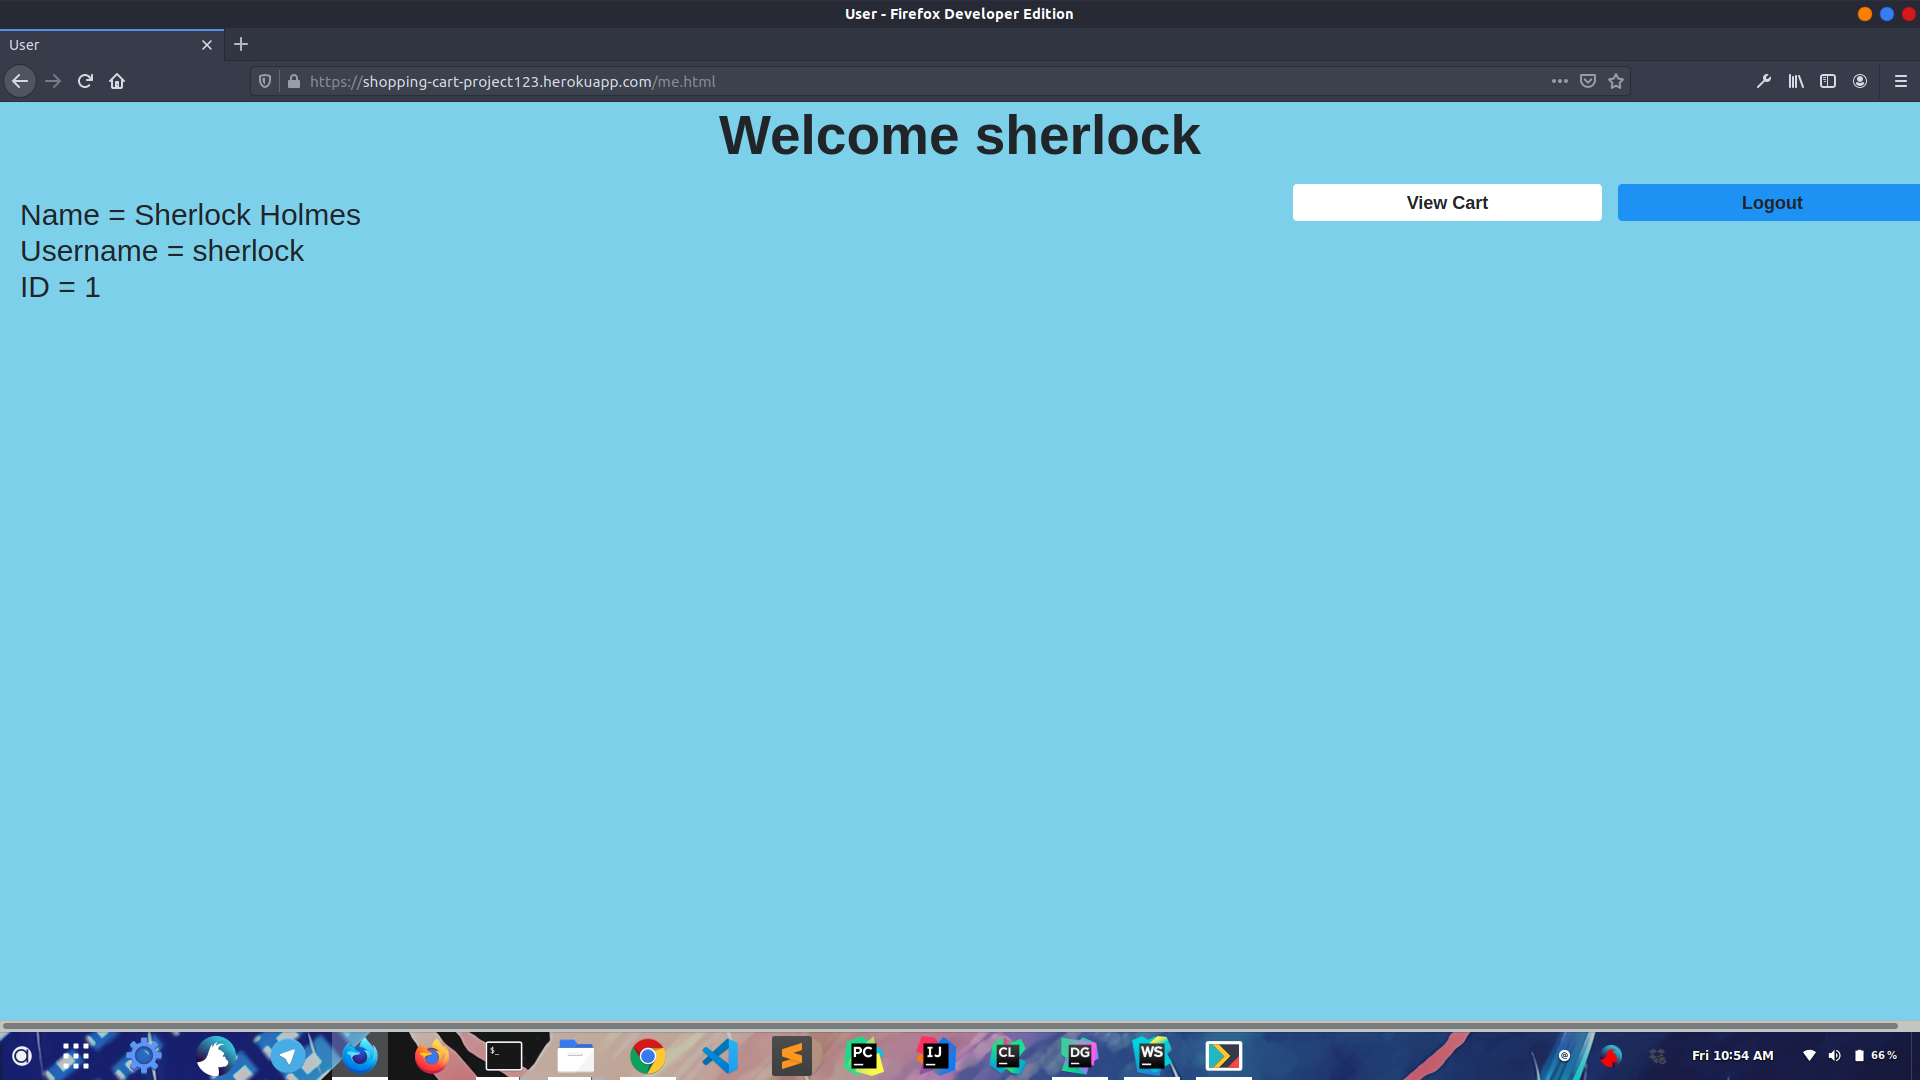 User - Firefox Developer Edition
User
https://shopping-cart-project123.herokuapp.com/me.html
Welcome sherlock
View Cart
Logout
Name = Sherlock Holmes
Username = sherlock
ID = 1
$_
PC
IJ
CL
DG
WS
Fri 10:54 AM
66 %